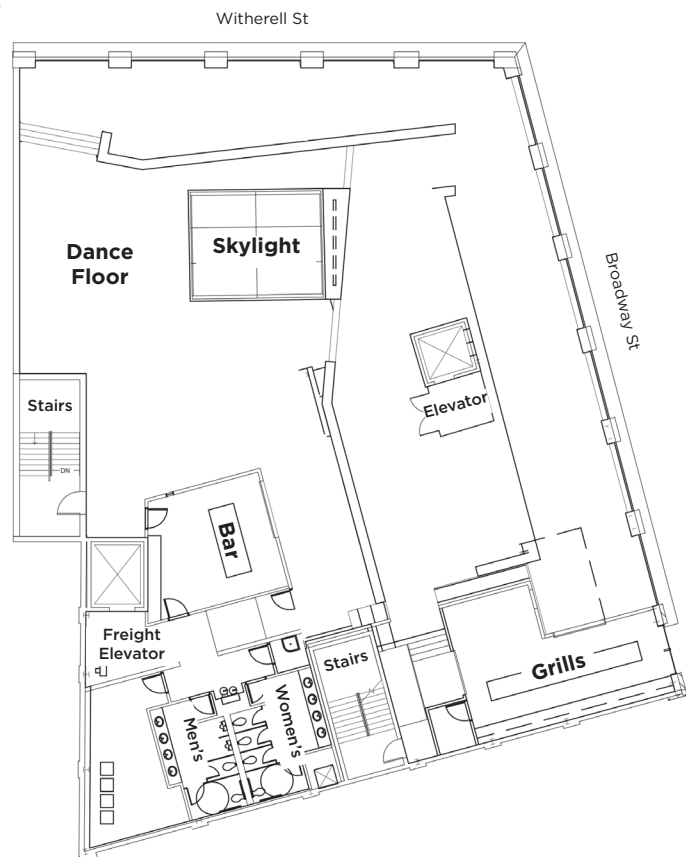 Witherell St
Dance
Floor
Skylight
Broadway St
Stairs
DN
Elevator
Bar
Freight
Elevator
Stairs
Grills
Men's
Women's